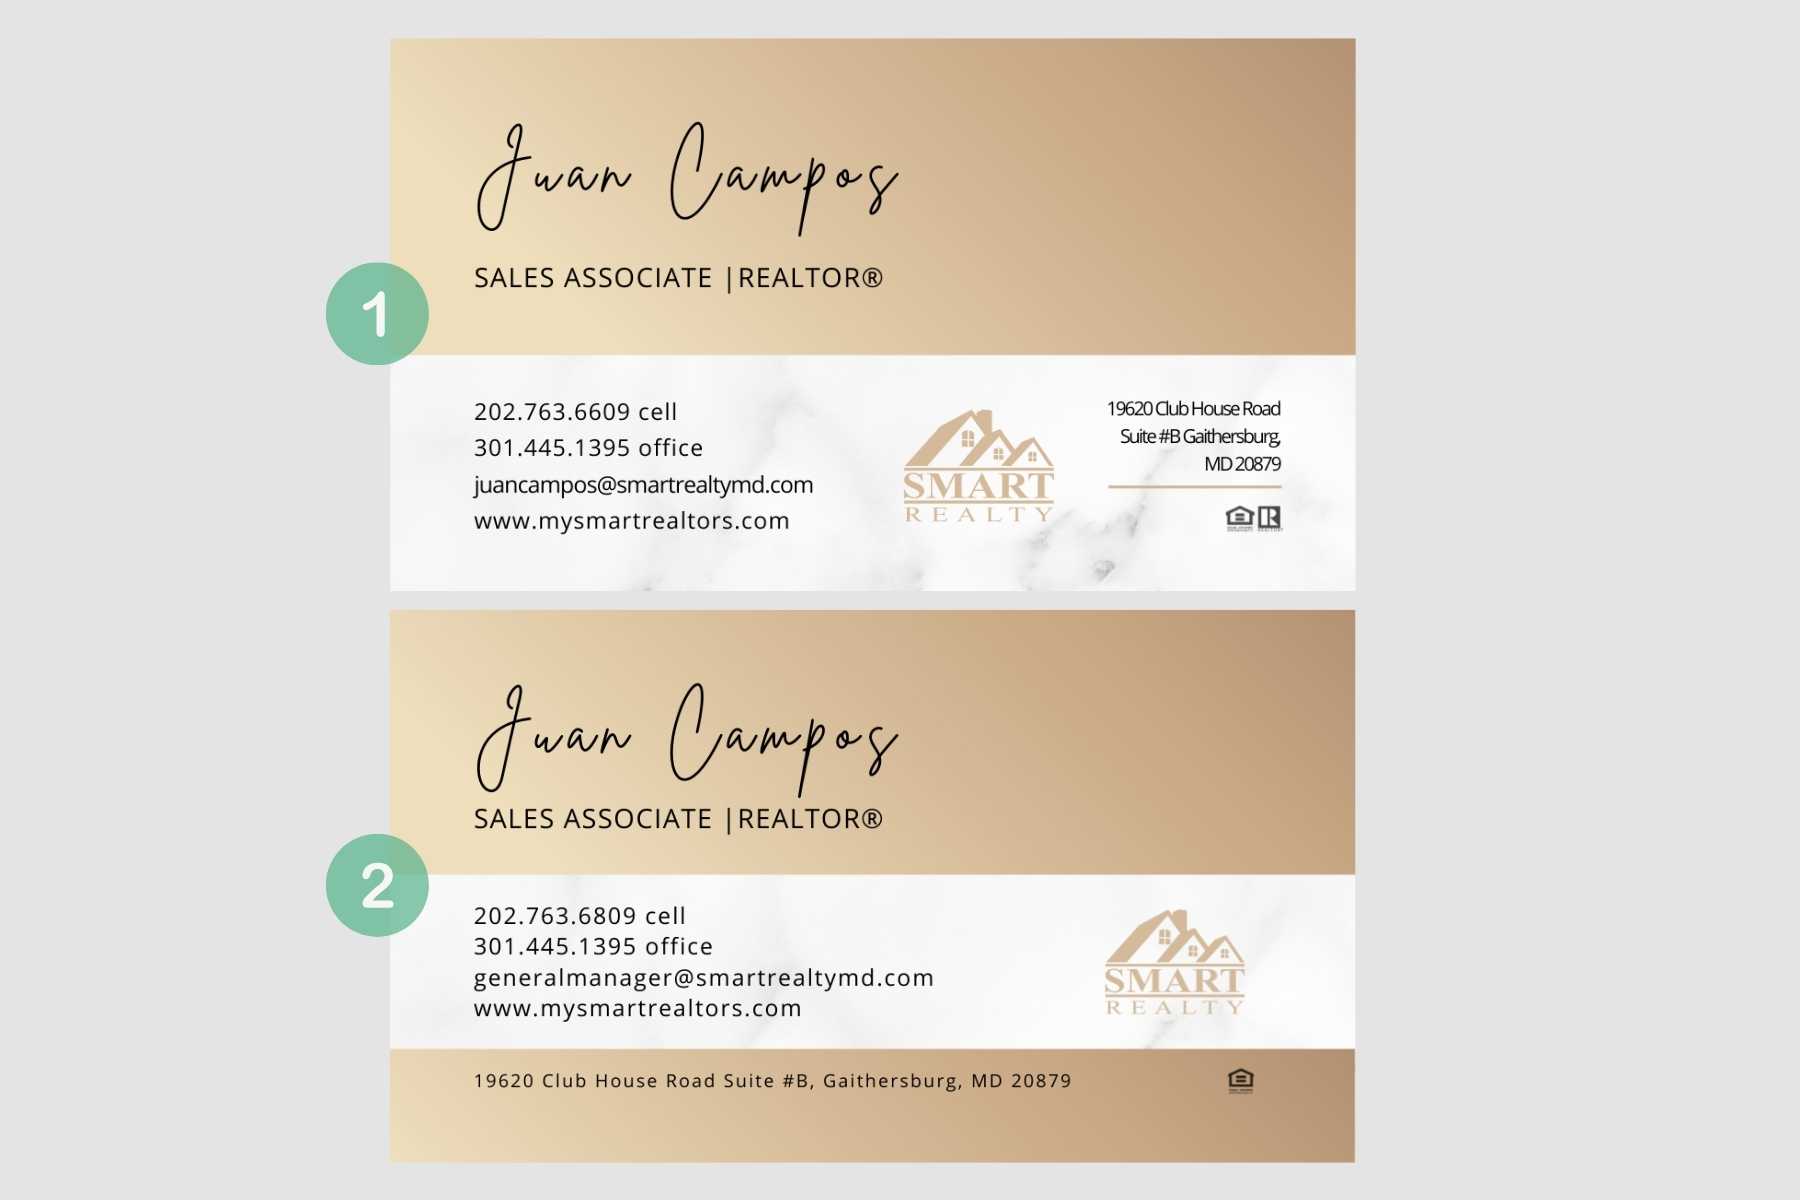 1
Juan Campos
SALES ASSOCIATE |REALTOR®
202.763.6609 cell
301.445.1395 office
juancampos@smartrealtymd.com
www.mysmartrealtors.com
SMART
REALTY
19620 Club House Road
Suite #B Gaithersburg,
MD 20879
2
Juan Campos
SALES ASSOCIATE |REALTOR®
202.763.6809 cell
301.445.1395 office
generalmanager@smartrealtymd.com
www.mysmartrealtors.com
SMART
REALTY
19620 Club House Road Suite #B, Gaithersburg, MD 20879